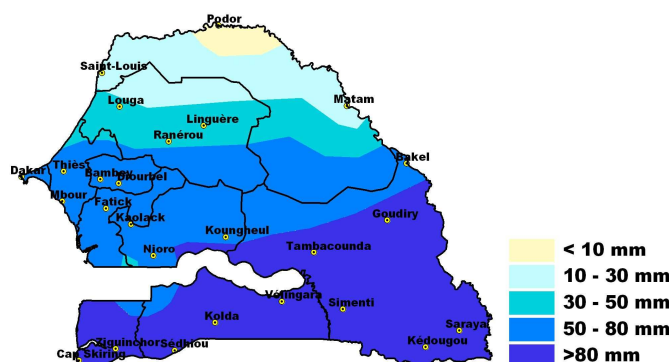 Podor
Saint-Louis
Louga
Matam
Linguère
Ranérou
Bakel
Thiès
Dakar
Bambey
Diourbel
Mbour
Fatick
Goudiry
Kaolack
Koungheul
Nioro
Tambacounda
< 10 mm
10 - 30 mm
Vélingara
30 - 50 mm
Simenti
Kolda
50 - 80 mm
Saraya
Ziguinchor
Sédhiou
Kédougou
Cap Skiring
>80 mm